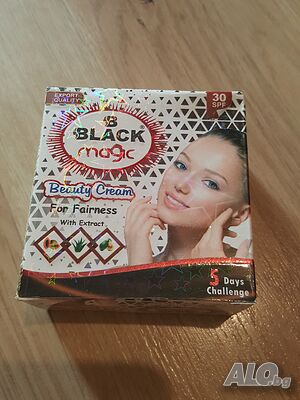 EXPORT
QUALITY
30
SPF
B
BLACK
magic
Beauty Cream
For Fairness
With Extract
5 Days
Challenge
ALO.bg